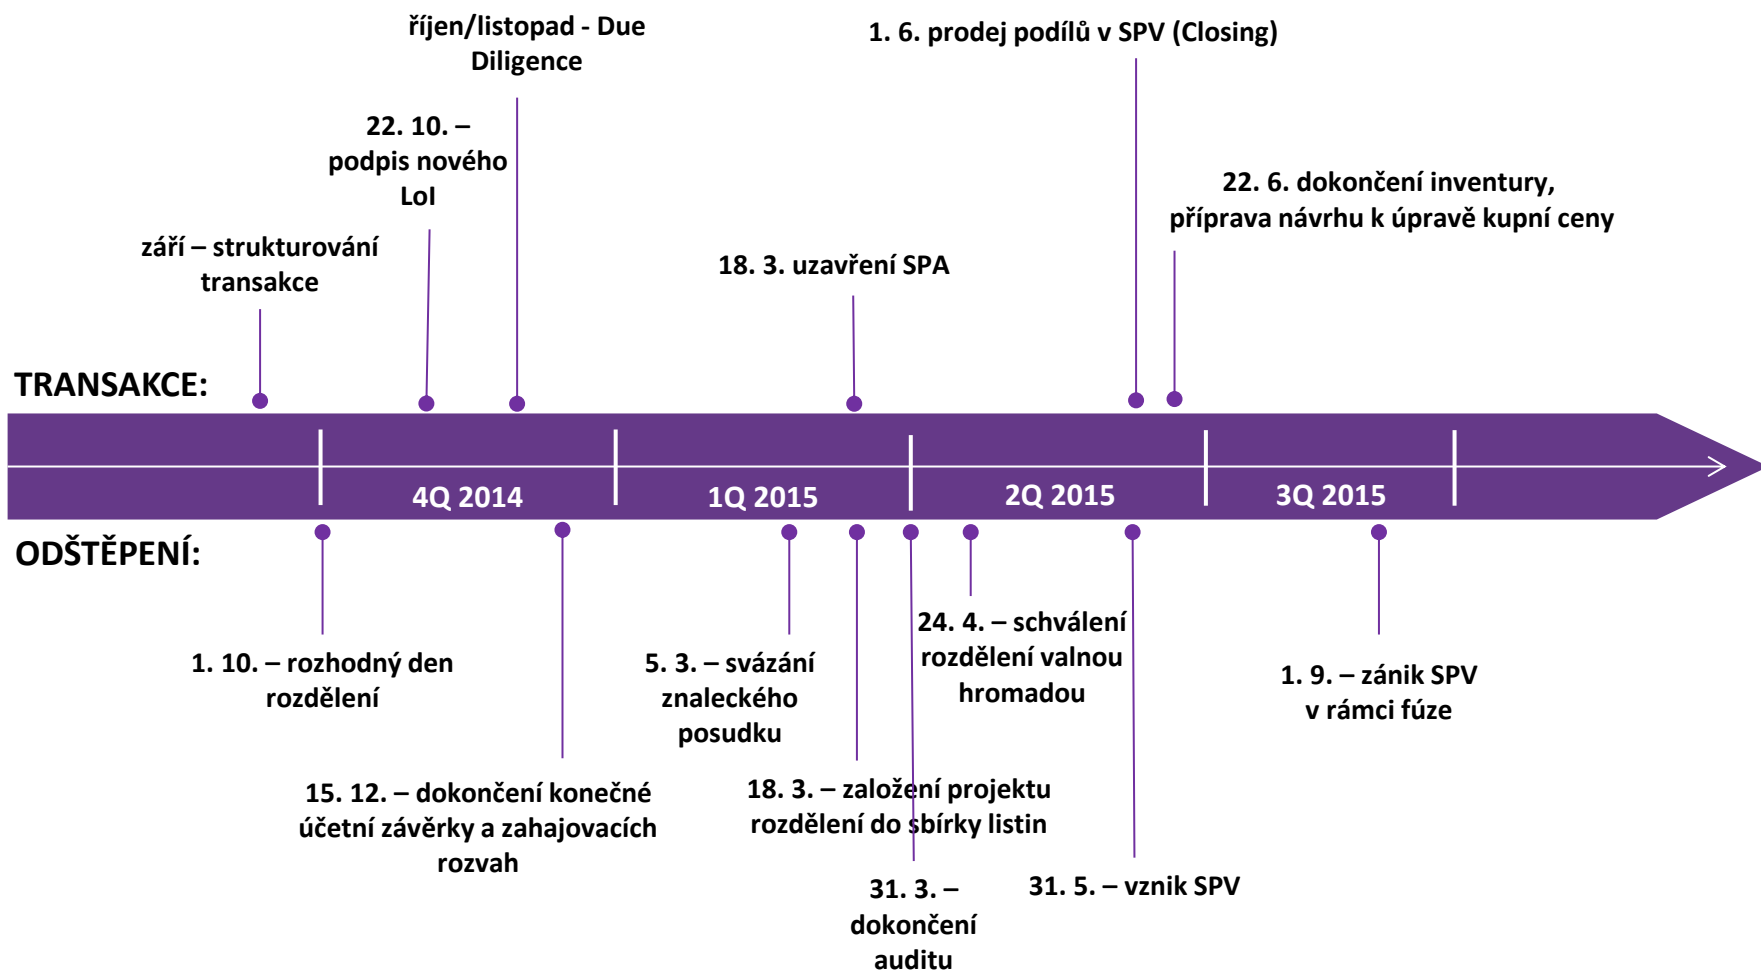 říjen/listopad - Due
Diligence
1. 6. prodej podílů v SPV (Closing)
22. 10. –
podpis nového
LoI
22. 6. dokončení inventury,
příprava návrhu k úpravě kupní ceny
září – strukturování
transakce
18. 3. uzavření SPA
TRANSAKCE:
4Q 2014
1Q 2015
2Q 2015
3Q 2015
ODŠTĚPENÍ:
1. 10. – rozhodný den
rozdělení
5. 3. – svázání
znaleckého
posudku
24. 4. – schválení
rozdělení valnou
hromadou
1. 9. – zánik SPV
v rámci fúze
15. 12. – dokončení konečné
účetní závěrky a zahajovacích
rozvah
18. 3. – založení projektu
rozdělení do sbírky listin
31. 3. –
dokončení
auditu
31. 5. – vznik SPV